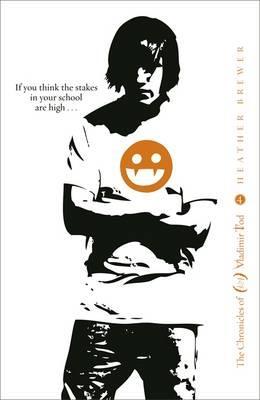 If you think the stakes
in your school
are high . . .
The Chronicles of Vladimir Tod 4 HEATHER BREWER